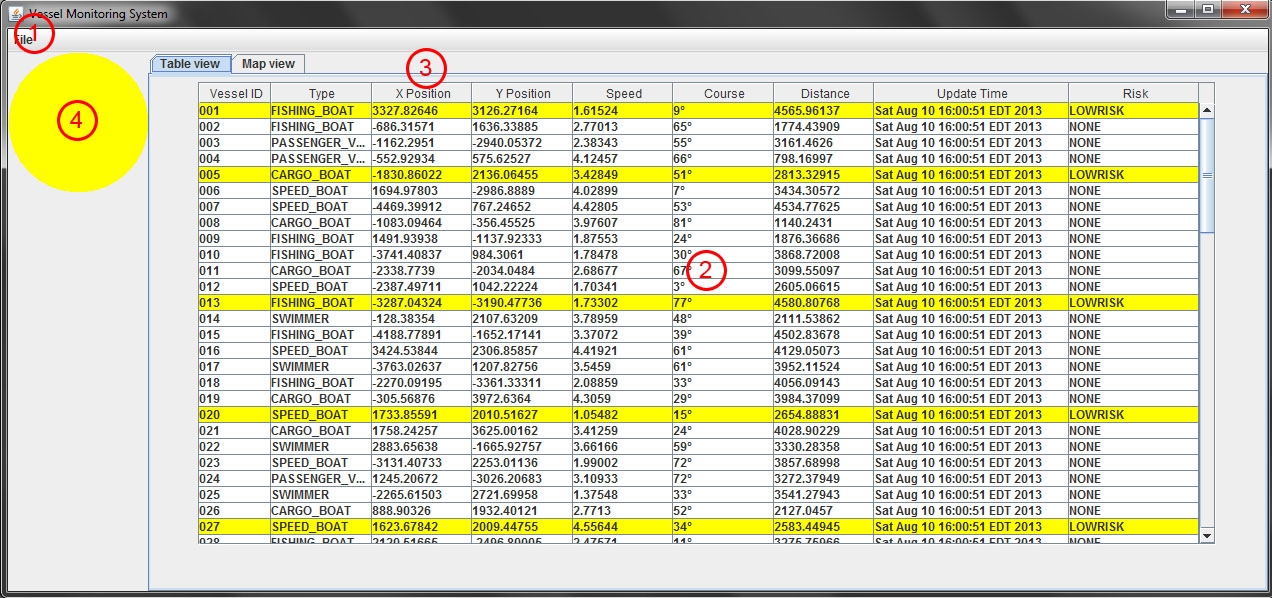 Vessel Monitoring System
1
File
Table view Map view
3
4
Vessel ID Type X Position Y Position Speed Course Distance Update Time Risk
001 FISHING_BOAT 3327.82646 3126.27164 1.61524 9° 4565.96137 Sat Aug 10 16:00:51 EDT 2013 LOWRISK
002 FISHING_BOAT -686.31571 1636.33885 2.77013 65° 1774.43909 Sat Aug 10 16:00:51 EDT 2013 NONE
003 PASSENGER_V... -1162.2951 -2940.05372 2.38343 55° 3161.4626 Sat Aug 10 16:00:51 EDT 2013 NONE
004 PASSENGER_V... -552.92934 575.62527 4.12457 66° 798.16997 Sat Aug 10 16:00:51 EDT 2013 NONE
005 CARGO_BOAT -1830.86022 2136.06455 3.42849 51° 2813.32915 Sat Aug 10 16:00:51 EDT 2013 LOWRISK
006 SPEED_BOAT 1694.97803 -2986.8889 4.02899 7° 3434.30572 Sat Aug 10 16:00:51 EDT 2013 NONE
007 SPEED_BOAT -4469.39912 767.24652 4.42805 53° 4534.77625 Sat Aug 10 16:00:51 EDT 2013 NONE
008 CARGO_BOAT -1083.09464 -356.45525 3.97607 81° 1140.2431 Sat Aug 10 16:00:51 EDT 2013 NONE
009 FISHING_BOAT 1491.93938 -1137.92333 1.87553 24° 1876.36686 Sat Aug 10 16:00:51 EDT 2013 NONE
010 FISHING_BOAT -3741.40837 984.3061 1.78478 30° 3868.72008 Sat Aug 10 16:00:51 EDT 2013 NONE
011 CARGO_BOAT -2338.7739 -2034.0484 2.68677 67° 2 3099.55097 Sat Aug 10 16:00:51 EDT 2013 NONE
012 SPEED_BOAT -2387.49711 1042.22224 1.70341 3° 2605.06615 Sat Aug 10 16:00:51 EDT 2013 NONE
013 FISHING_BOAT -3287.04324 -3190.47736 1.73302 77° 4580.80768 Sat Aug 10 16:00:51 EDT 2013 LOWRISK
014 SWIMMER -128.38354 2107.63209 3.78959 48° 2111.53862 Sat Aug 10 16:00:51 EDT 2013 NONE
015 FISHING_BOAT -4188.77891 -1652.17141 3.37072 39° 4502.83678 Sat Aug 10 16:00:51 EDT 2013 NONE
016 SPEED_BOAT 3424.53844 2306.85857 4.41921 61° 4129.05073 Sat Aug 10 16:00:51 EDT 2013 NONE
017 SWIMMER -3763.02637 1207.82756 3.5459 61° 3952.11524 Sat Aug 10 16:00:51 EDT 2013 NONE
018 FISHING_BOAT -2270.09195 -3361.33311 2.08859 33° 4056.09143 Sat Aug 10 16:00:51 EDT 2013 NONE
019 CARGO_BOAT -305.56876 3972.6364 4.3059 29° 3984.37099 Sat Aug 10 16:00:51 EDT 2013 NONE
020 SPEED_BOAT 1733.85591 2010.51627 1.05482 15° 2654.88831 Sat Aug 10 16:00:51 EDT 2013 LOWRISK
021 CARGO_BOAT 1758.24257 3625.00162 3.41259 24° 4028.90229 Sat Aug 10 16:00:51 EDT 2013 NONE
022 SWIMMER 2883.65638 -1665.92757 3.66166 59° 3330.28358 Sat Aug 10 16:00:51 EDT 2013 NONE
023 SPEED_BOAT -3131.40733 2253.01136 1.99002 72° 3857.68998 Sat Aug 10 16:00:51 EDT 2013 NONE
024 PASSENGER_V... 1245.20672 -3026.20683 3.10933 72° 3272.37949 Sat Aug 10 16:00:51 EDT 2013 NONE
025 SWIMMER -2265.61503 2721.69958 1.37548 33° 3541.27943 Sat Aug 10 16:00:51 EDT 2013 NONE
026 CARGO_BOAT 888.90326 1932.40121 2.7713 52° 2127.0457 Sat Aug 10 16:00:51 EDT 2013 NONE
027 SPEED_BOAT 1623.67842 2009.44755 4.55644 34° 2583.44945 Sat Aug 10 16:00:51 EDT 2013 LOWRISK
028 FISHING_BOAT 2120.51665 -2496.80005 2.47571 11° 3275.75966 Sat Aug 10 16:00:51 EDT 2013 NONE